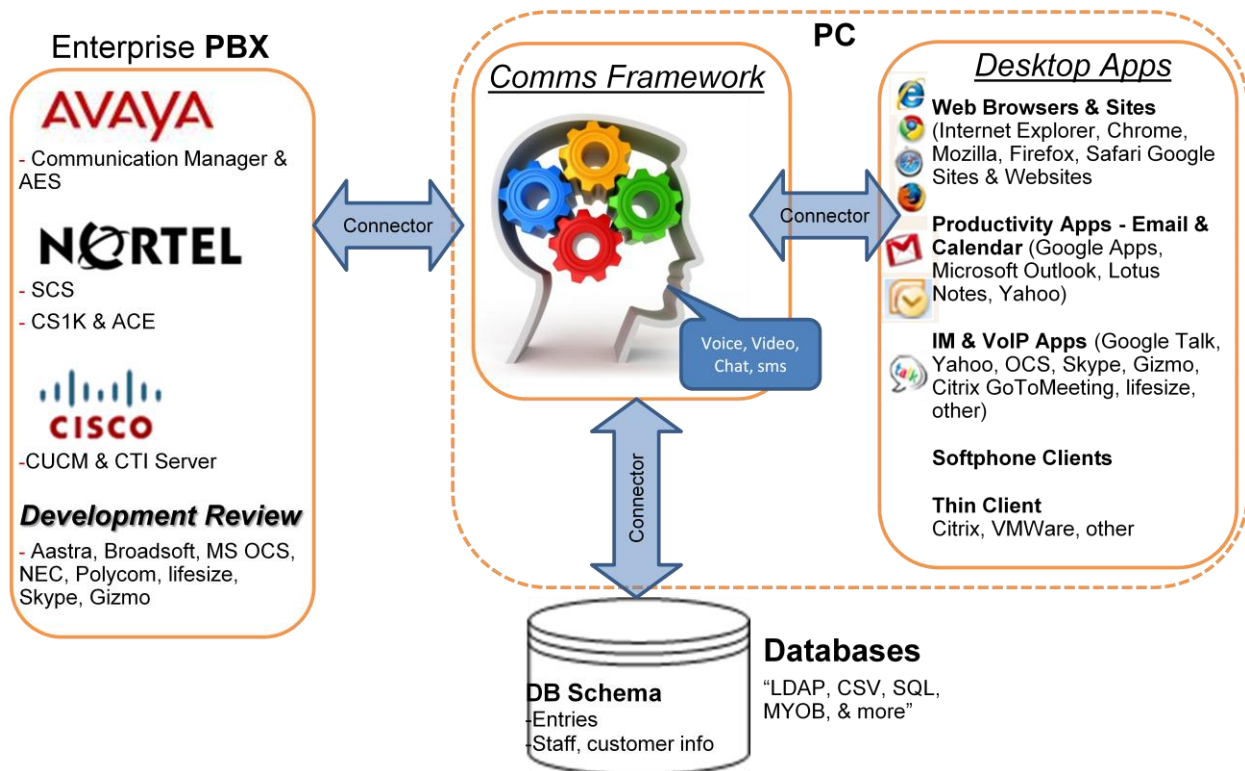 Enterprise PBX
AVAYA
- Communication Manager &
AES
NORTEL
- SCS
- CS1K & ACE
CISCO
-CUCM & CTI Server
Development Review
- Aastra, Broadsoft, MS OCS,
NEC, Polycom, lifesize,
Skype, Gizmo
Connector
PC
Comms Framework
Voice, Video,
Chat, sms
Connector
Desktop Apps
Web Browsers & Sites
(Internet Explorer, Chrome,
Mozilla, Firefox, Safari Google
Sites & Websites
Productivity Apps - Email &
Calendar (Google Apps,
Microsoft Outlook, Lotus
Notes, Yahoo)
talk
IM & VoIP Apps (Google Talk,
Yahoo, OCS, Skype, Gizmo,
Citrix GoToMeeting, lifesize,
other)
Softphone Clients
Thin Client
Citrix, VMWare, other
Connector
DB Schema
-Entries
-Staff, customer info
Databases
“LDAP, CSV, SQL,
MYOB, & more”